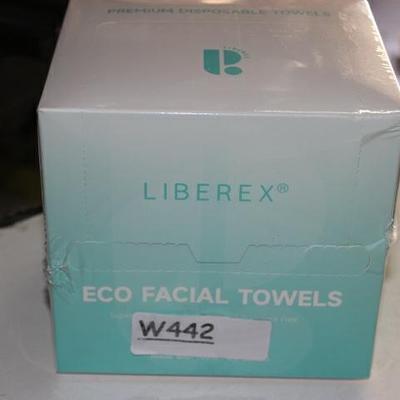 PREMIUM DISPOSABLE TOWELS
LIBEREX®
ECO FACIAL TOWELS
W442